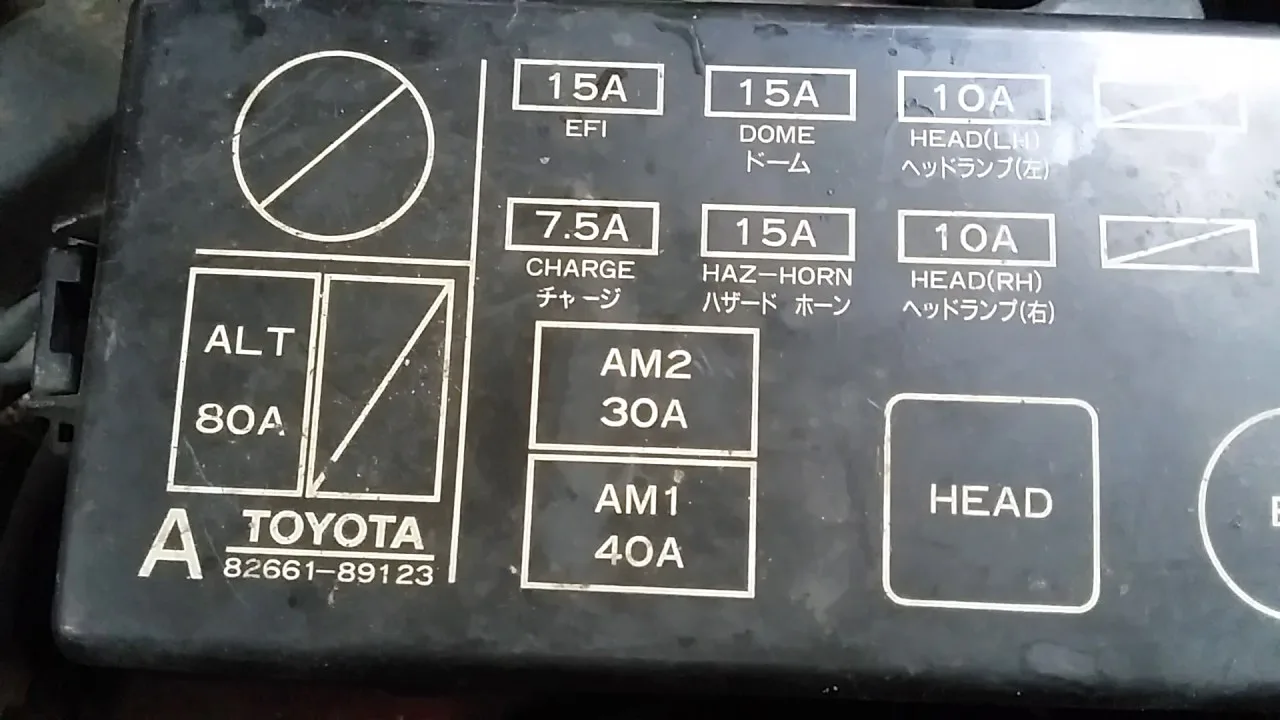 15A
EFI
15A
DOME
ドーム
10A
HEAD(LH)
ヘッドランプ(左)
7.5A
CHARGE
チャージ
15A
HAZ-HORN
ハザード ホーン
10A
HEAD(RH)
ヘッドランプ(右)
ALT
80A
AM2
30A
AM1
40A
HEAD
A
TOYOTA
82661-89123